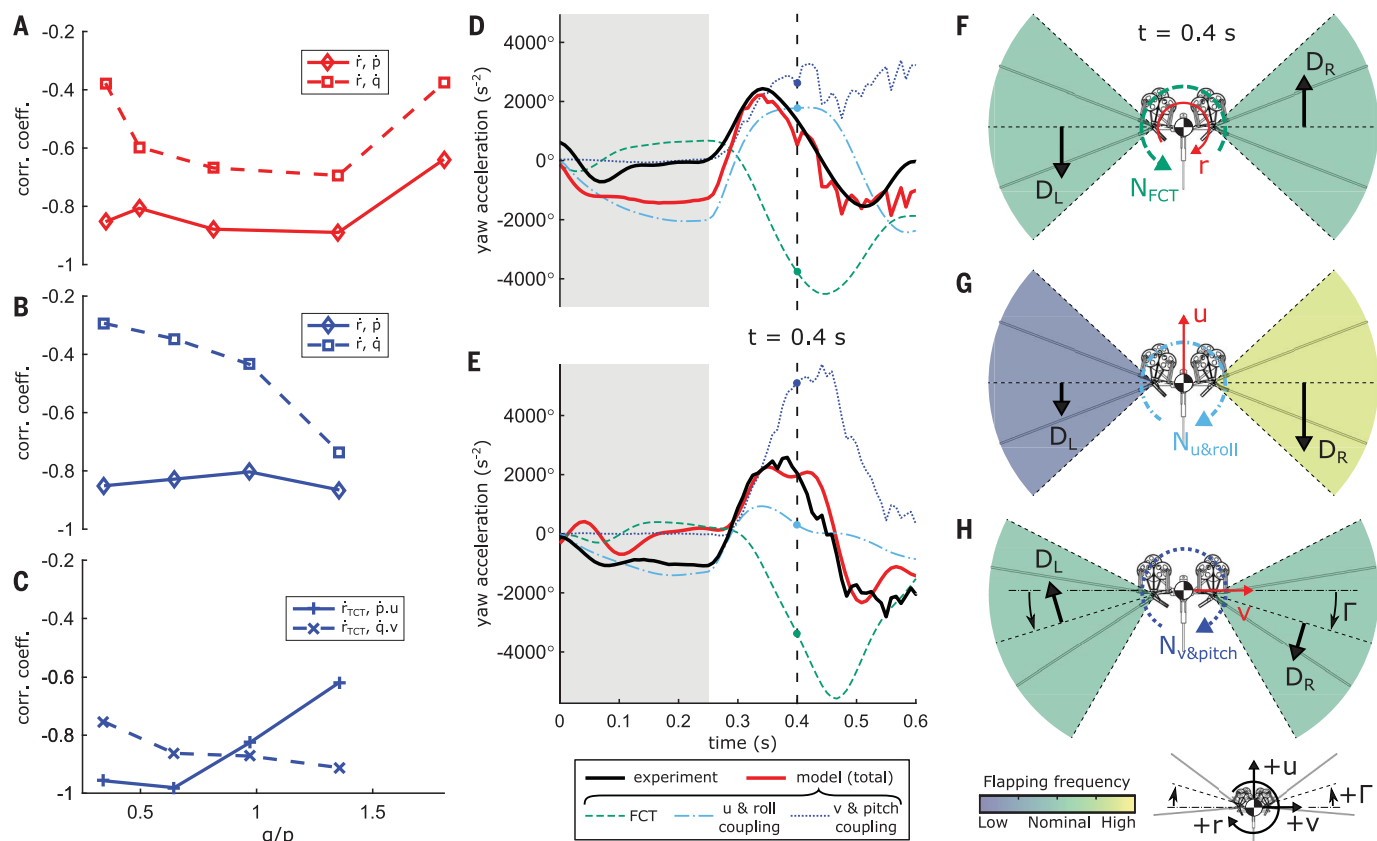 A
-0.2
-0.4
-0.6
-0.8
-1
corr. coeff.
ṙ, ṗ
ṙ, q̇
B
-0.2
-0.4
-0.6
-0.8
-1
corr. coeff.
ṙ, ṗ
ṙ, q̇
C
-0.2
-0.4
-0.6
-0.8
-1
corr. coeff.
ṙTCT, ṗ.u
ṙTCT, q̇.v
0.5
1
1.5
q/p
D
4000°
2000°
0°
-2000°
-4000°
yaw acceleration (s-2)
t = 0.4 s
E
4000°
2000°
0°
-2000°
-4000°
yaw acceleration (s-2)
0
0.1
0.2
0.3
0.4
0.5
0.6
time (s)
experiment
model (total)
FCT
u & roll
coupling
v & pitch
coupling
F
t = 0.4 s
DL
DR
NFCT
r
G
u
DL
DR
Nu&roll
H
DL
v
Γ
Nv&pitch
DR
Flapping frequency
Low
Nominal
High
+u
+Γ
+r
+v